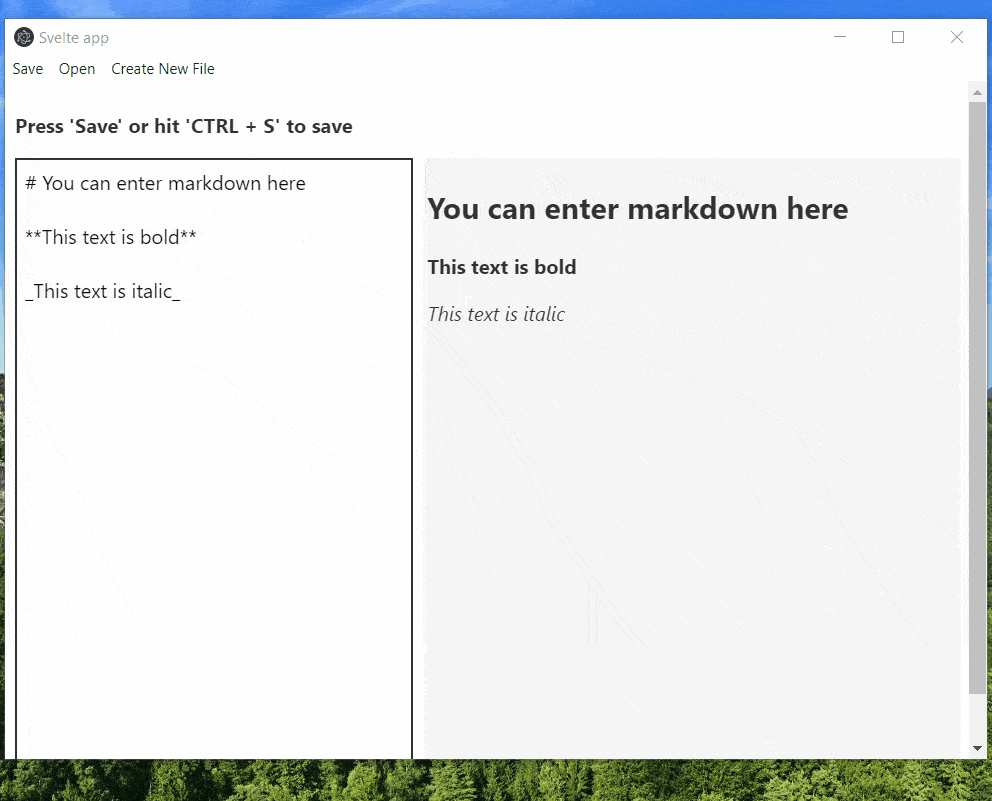 Svelte app
Save Open Create New File
Press 'Save' or hit 'CTRL + S' to save
# You can enter markdown here
**This text is bold**
_This text is italic_
You can enter markdown here
This text is bold
This text is italic